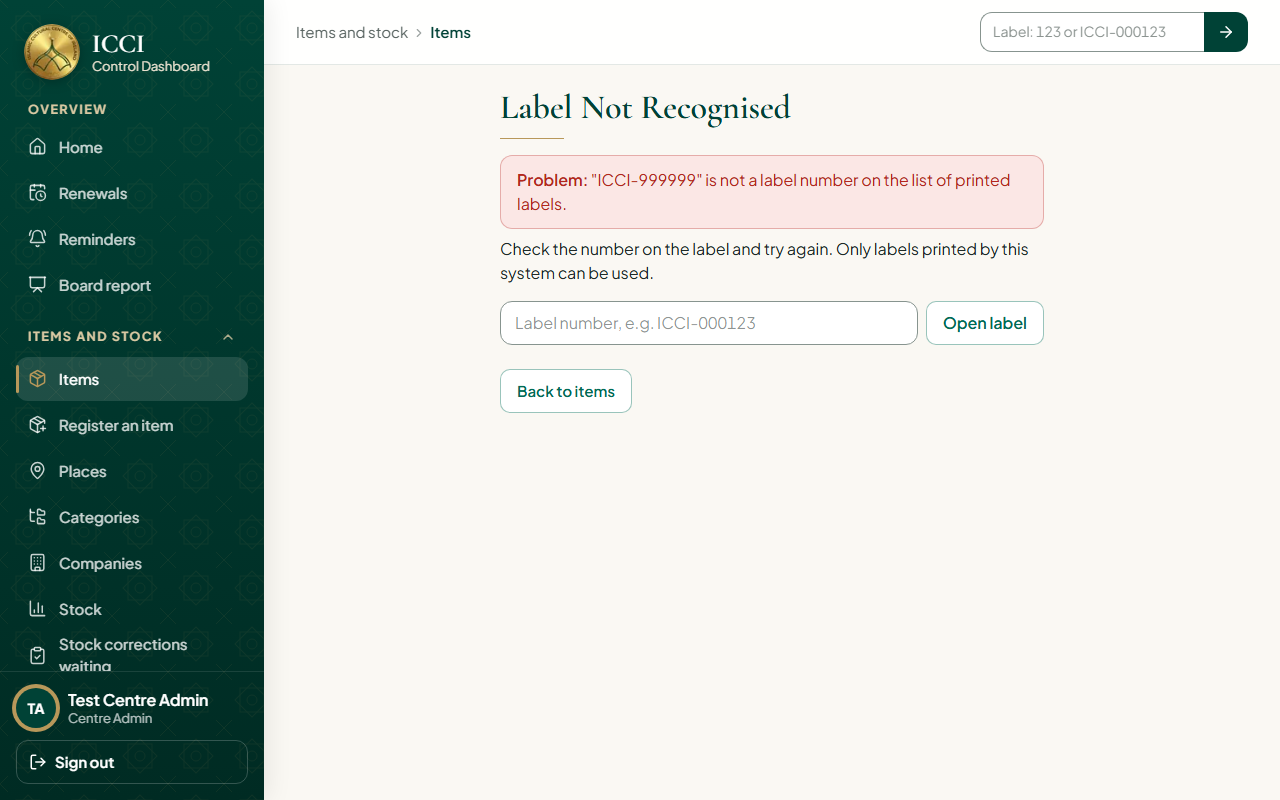 ICCI
Control Dashboard
OVERVIEW
Home
Renewals
Reminders
Board report
ITEMS AND STOCK
Items
Register an item
Places
Categories
Companies
Stock
Stock corrections
waiting
TA
Test Centre Admin
Centre Admin
Sign out
Items and stock › Items
Label: 123 or ICCI-000123
Label Not Recognised
Problem: "ICCI-999999" is not a label number on the list of printed
labels.
Check the number on the label and try again. Only labels printed by this
system can be used.
Label number, e.g. ICCI-000123
Open label
Back to items